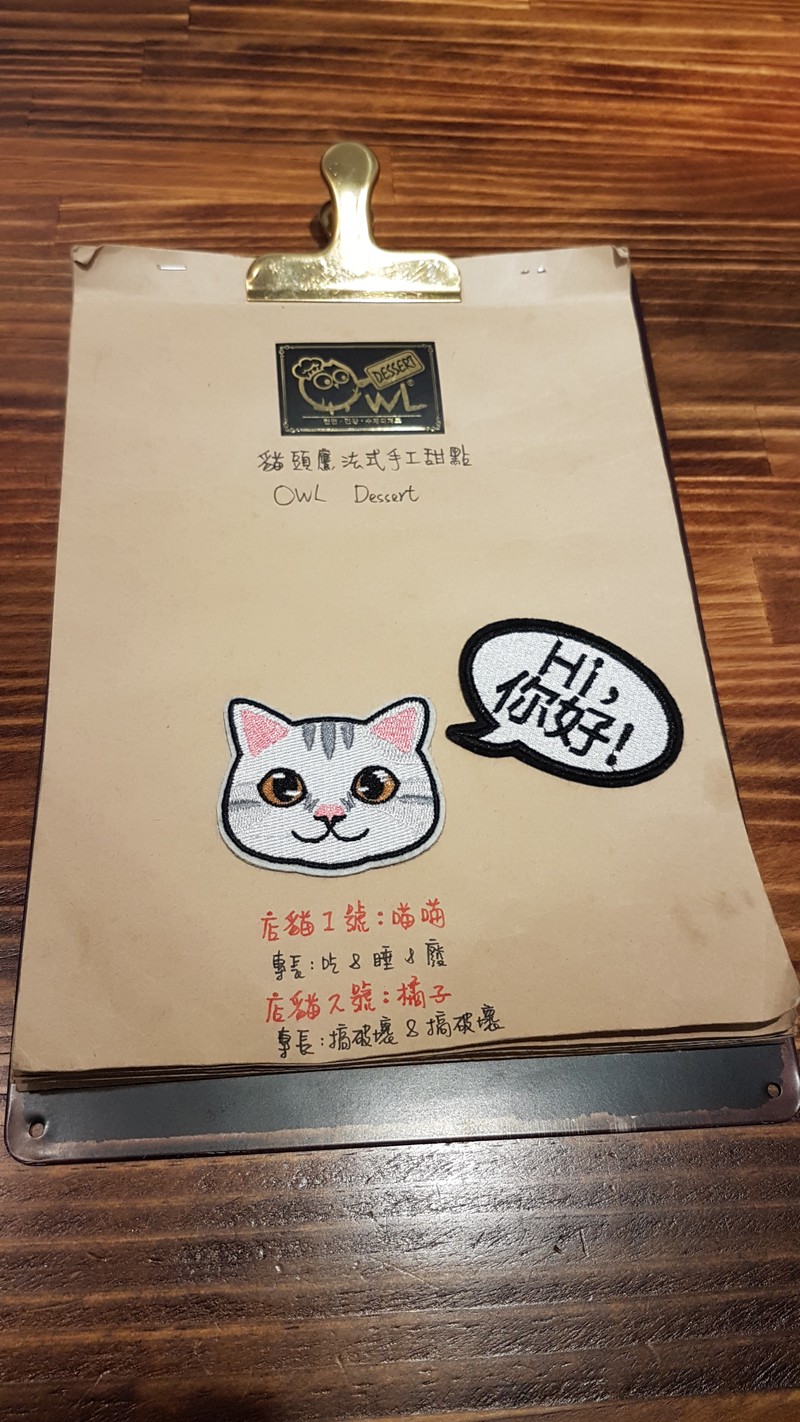 DESSERT
OWL®
貓頭鷹法式手工甜點
OWL Dessert
Hi,
你好!
店貓1號:喵喵
專長:吃&睡&廢
店貓2號:橘子
專長:搞破壞&搞破壞